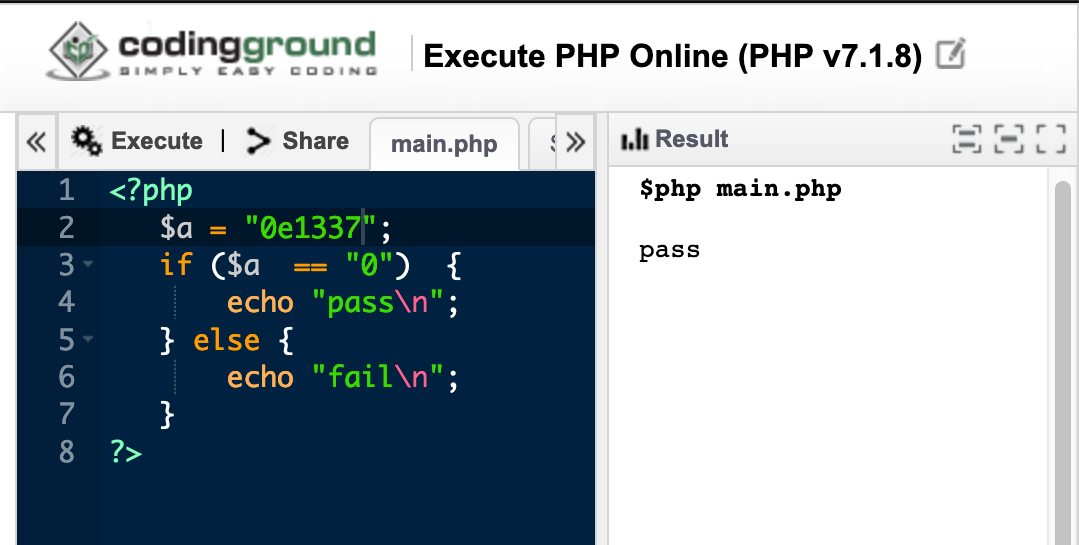 codingground
SIMPLY EASY CODING
Execute PHP Online (PHP v7.1.8)
« Execute | Share main.php »
Result
1 <?php
2 $a = "0e1337";
3 if ($a  == "0")  {
4 echo "pass\n";
5 } else {
6 echo "fail\n";
7 }
8 ?>
$php main.php
pass